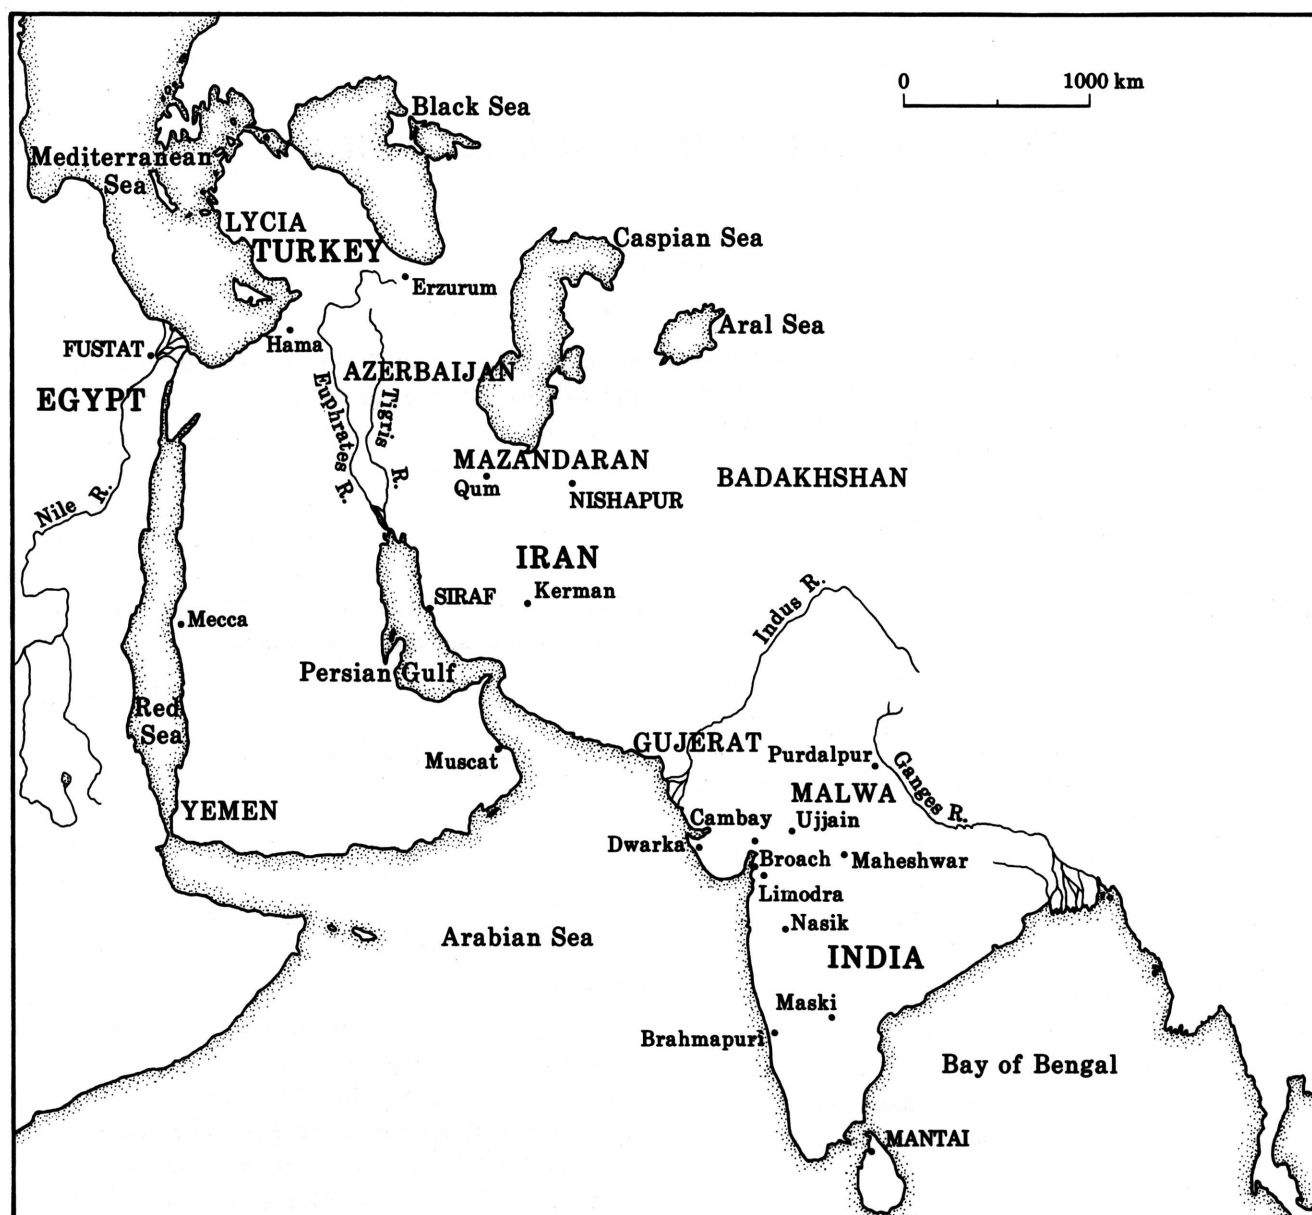 0 1000 km
Black Sea
Mediterranean
Sea
LYCIA
TURKEY
Caspian Sea
Erzurum
Aral Sea
Hama
FUSTAT
AZERBAIJAN
EGYPT
Euphrates R.
Tigris R.
MAZANDARAN
Qum
NISHAPUR
BADAKHSHAN
Nile R.
IRAN
Kerman
SIRAF
Mecca
Indus R.
Persian Gulf
Red
Sea
GUJERAT
Purdalpur
Muscat
Ganges R.
MALWA
YEMEN
Cambay
Ujjain
Dwarka
Broach
Maheshwar
Limodra
Nasik
Arabian Sea
INDIA
Maski
Brahmapuri
Bay of Bengal
MANTAI